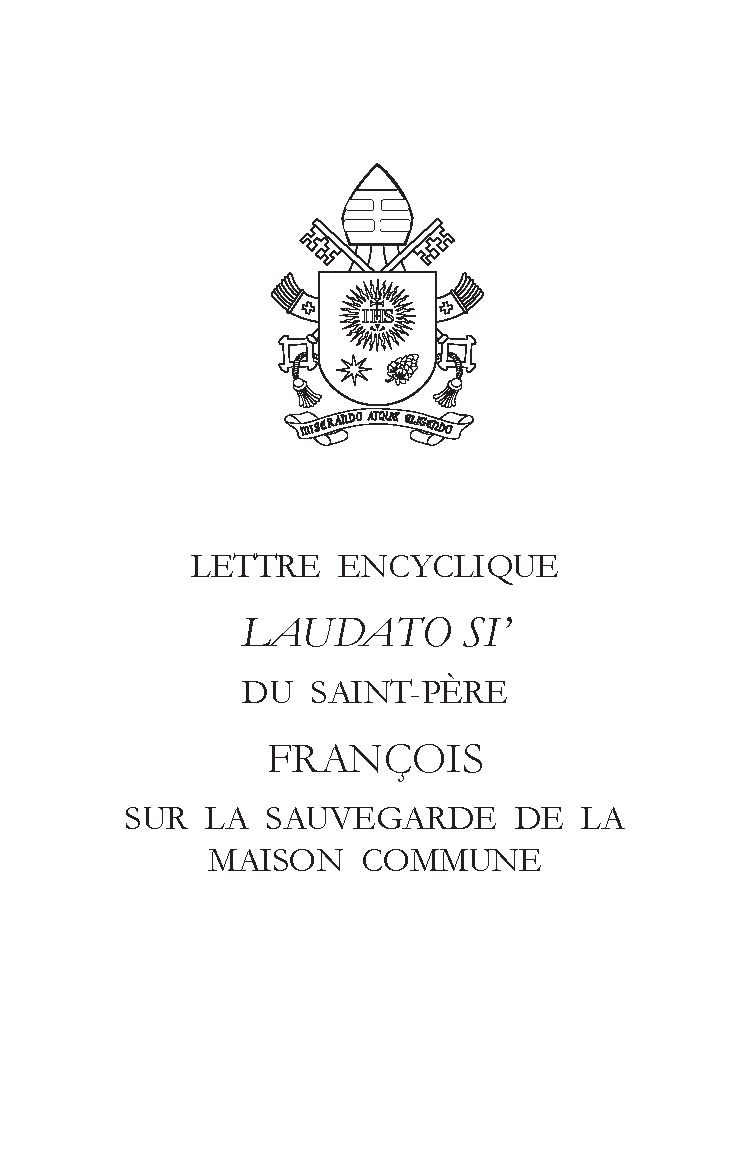 IHS
MISERANDO ATQUE ELIGENDO
LETTRE ENCYCLIQUE
LAUDATO SI’
DU SAINT-PÈRE
FRANÇOIS
SUR LA SAUVEGARDE DE LA
MAISON COMMUNE